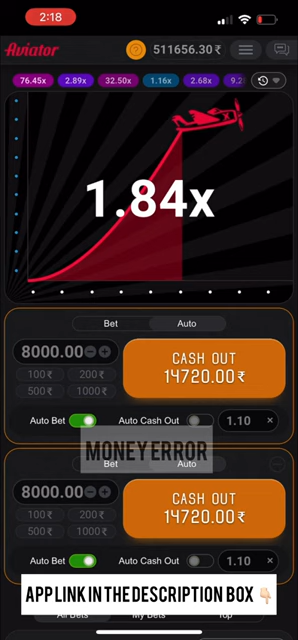 2:18
Aviator
511656.30 ₹
76.45x 2.89x 32.50x 1.16x 2.68x 9.2
1.84x
Bet Auto
8000.00
100 ₹ 200 ₹
500 ₹ 1000 ₹
CASH OUT
14720.00 ₹
Auto Bet Auto Cash Out 1.10 ×
MONEY ERROR
Bet Auto
8000.00
100 ₹ 200 ₹
500 ₹ 1000 ₹
CASH OUT
14720.00 ₹
Auto Bet Auto Cash Out 1.10 ×
APP LINK IN THE DESCRIPTION BOX 👇🏻
All Bets My Bets Top